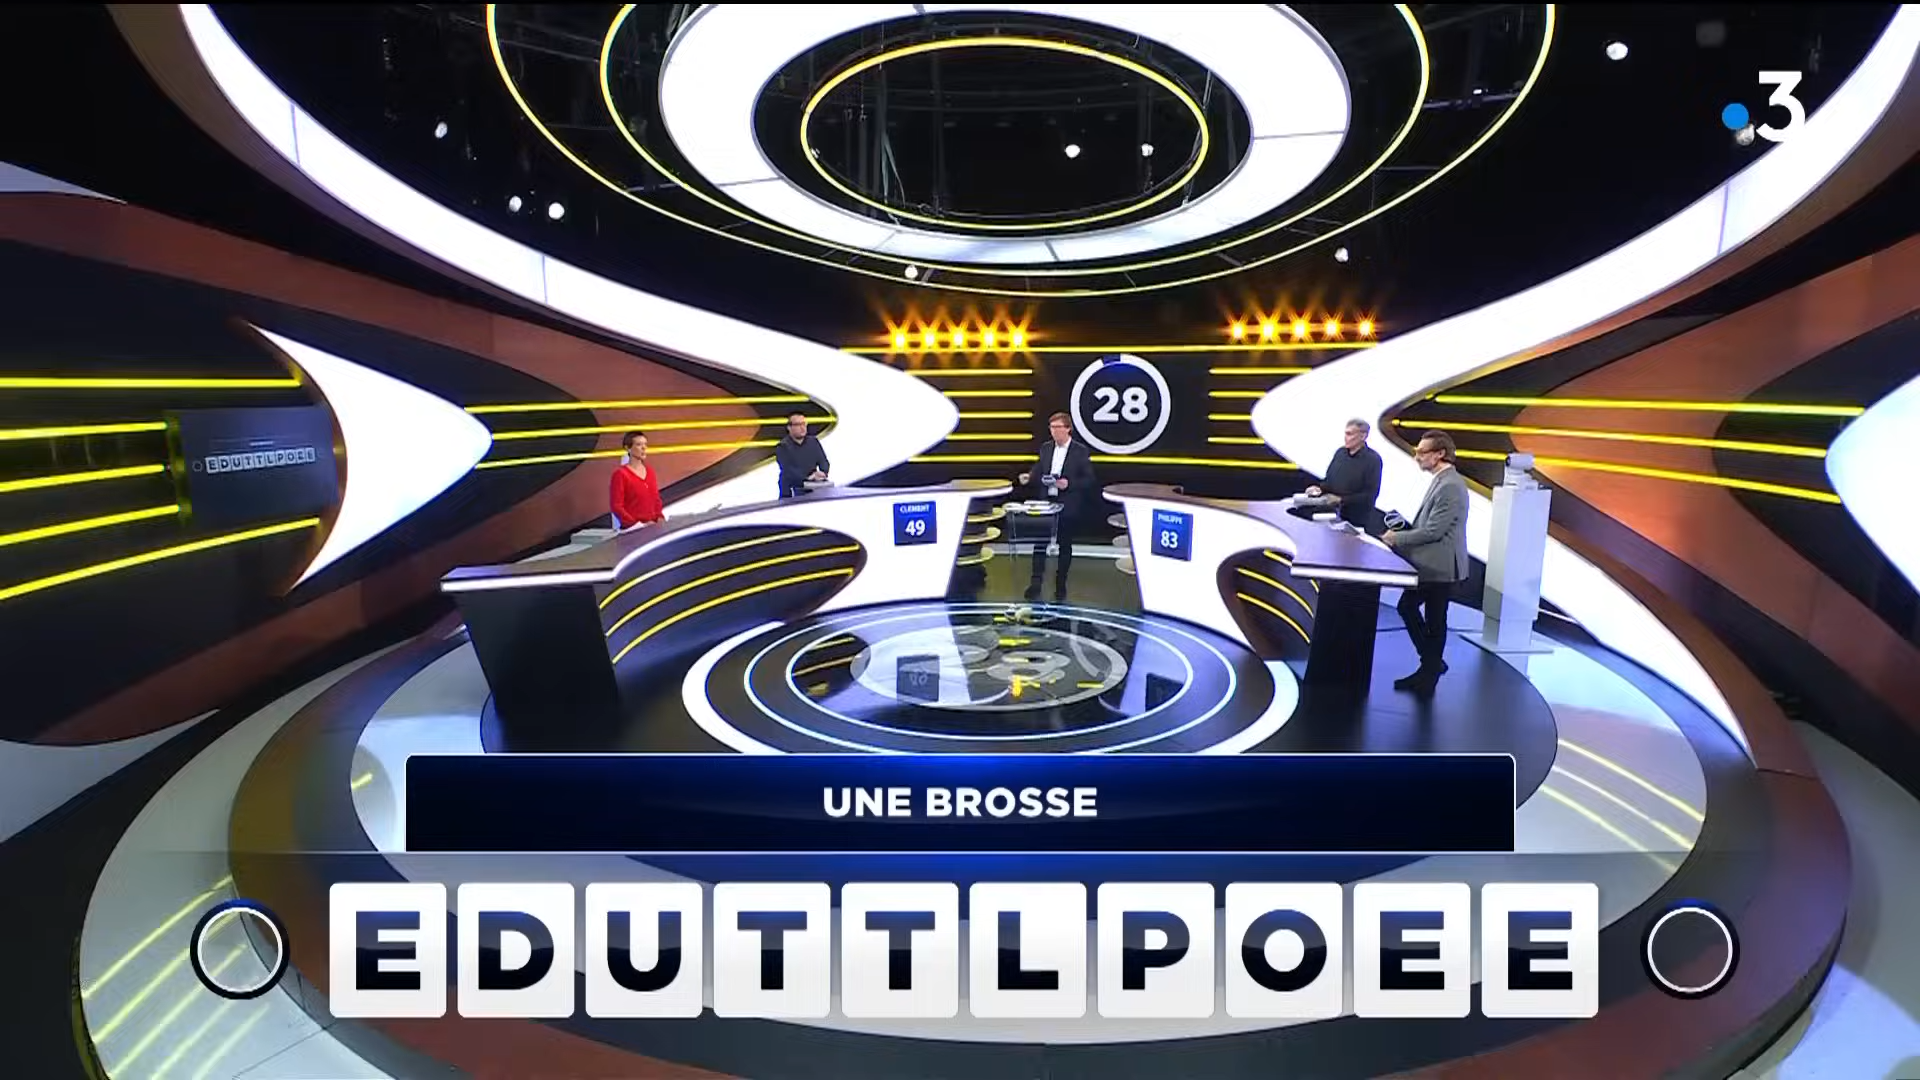 3
28
EDUTTLPOEE
CLEMENT
49
PHILIPPE
83
UNE BROSSE
EDUTTLPOEE